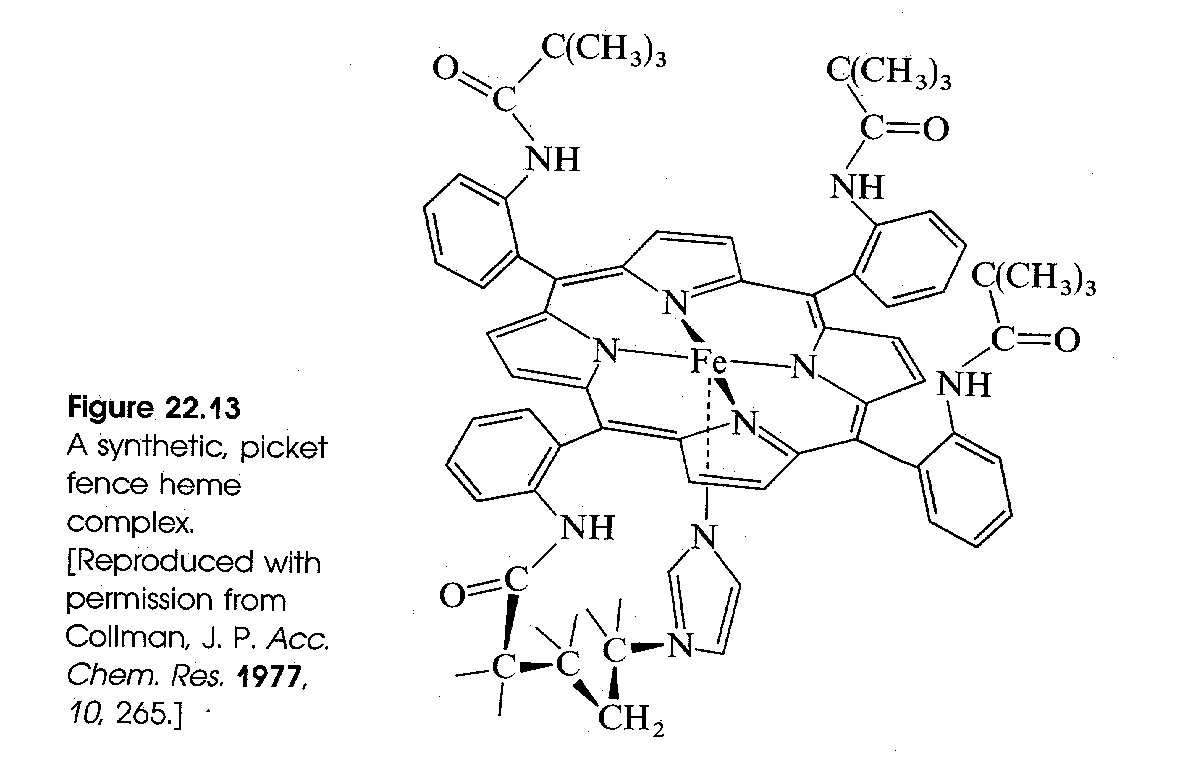 C(CH3)3
O
C
NH
C(CH3)3
C=O
NH
C(CH3)3
C=O
NH
N
N
Fe
N
N
Figure 22.13
A synthetic, picket
fence heme
complex.
[Reproduced with
permission from
Collman, J. P. Acc.
Chem. Res. 1977,
10, 265.]
NH
O
C
N
C
C
C
N
CH2